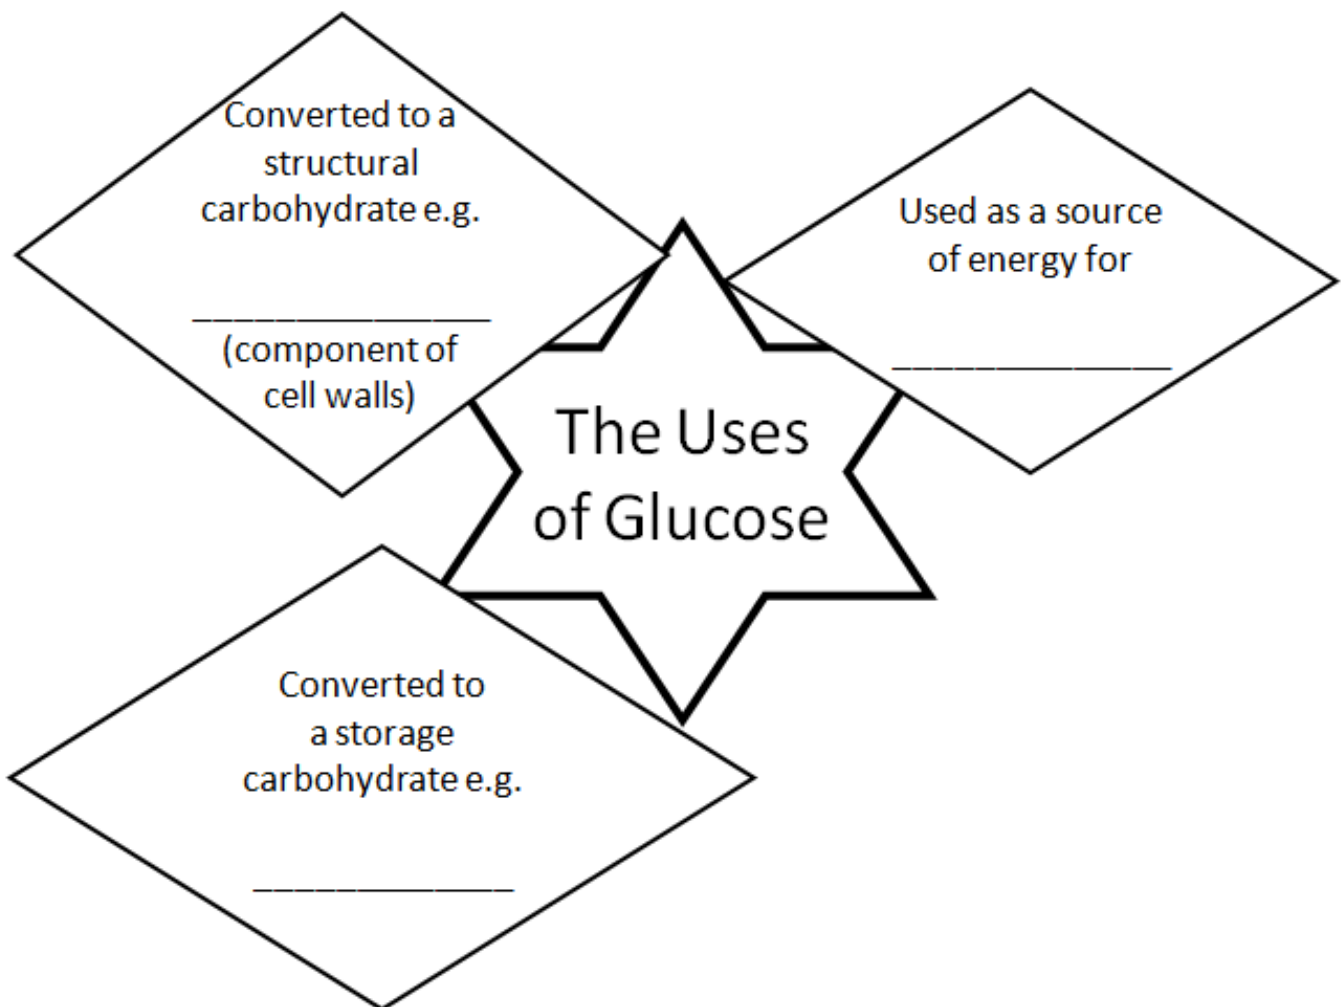 Converted to a
structural
carbohydrate e.g.
_______________
(component of
cell walls)
Used as a source
of energy for
______________
The Uses
of Glucose
Converted to
a storage
carbohydrate e.g.
_____________